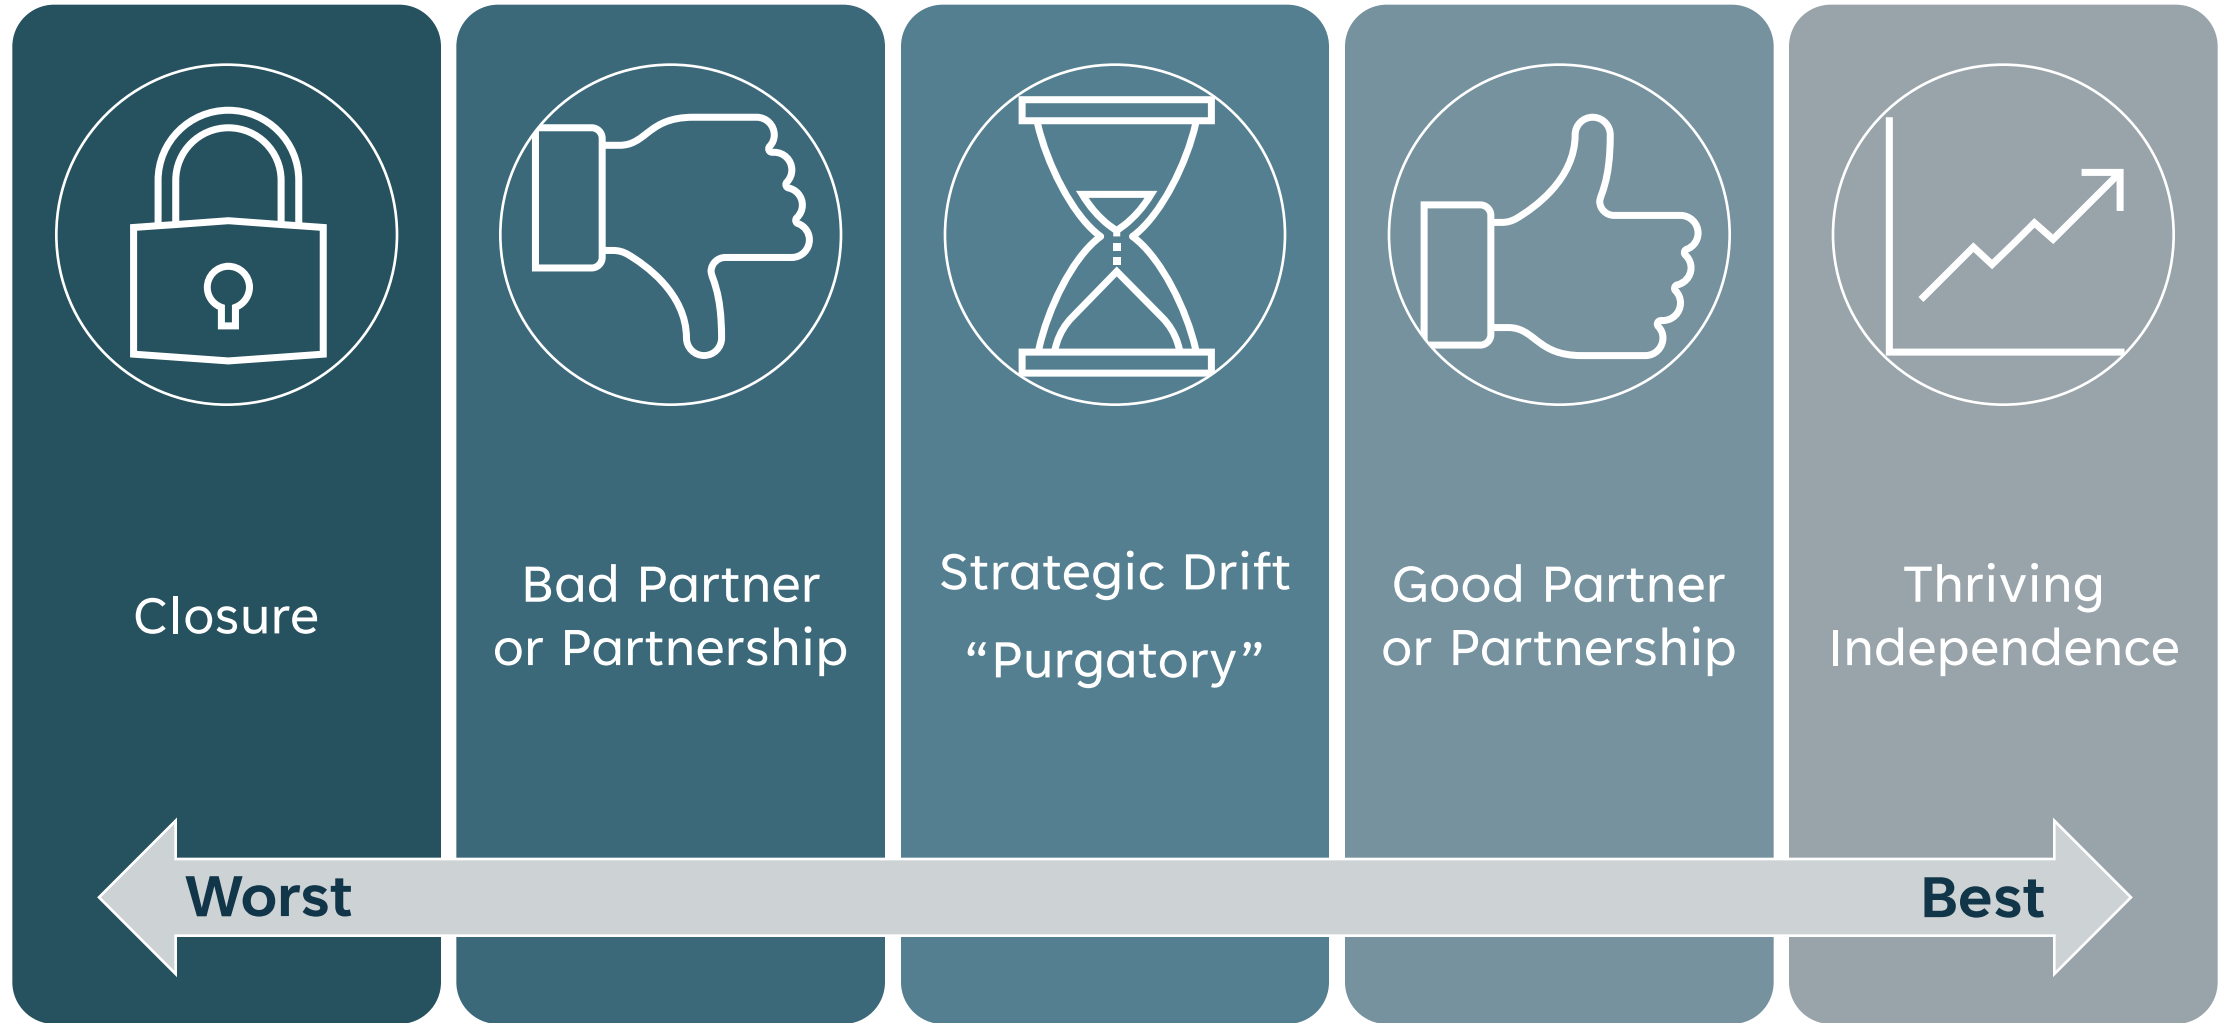 Closure
Bad Partner
or Partnership
Strategic Drift
“Purgatory”
Good Partner
or Partnership
Thriving
Independence
Worst
Best